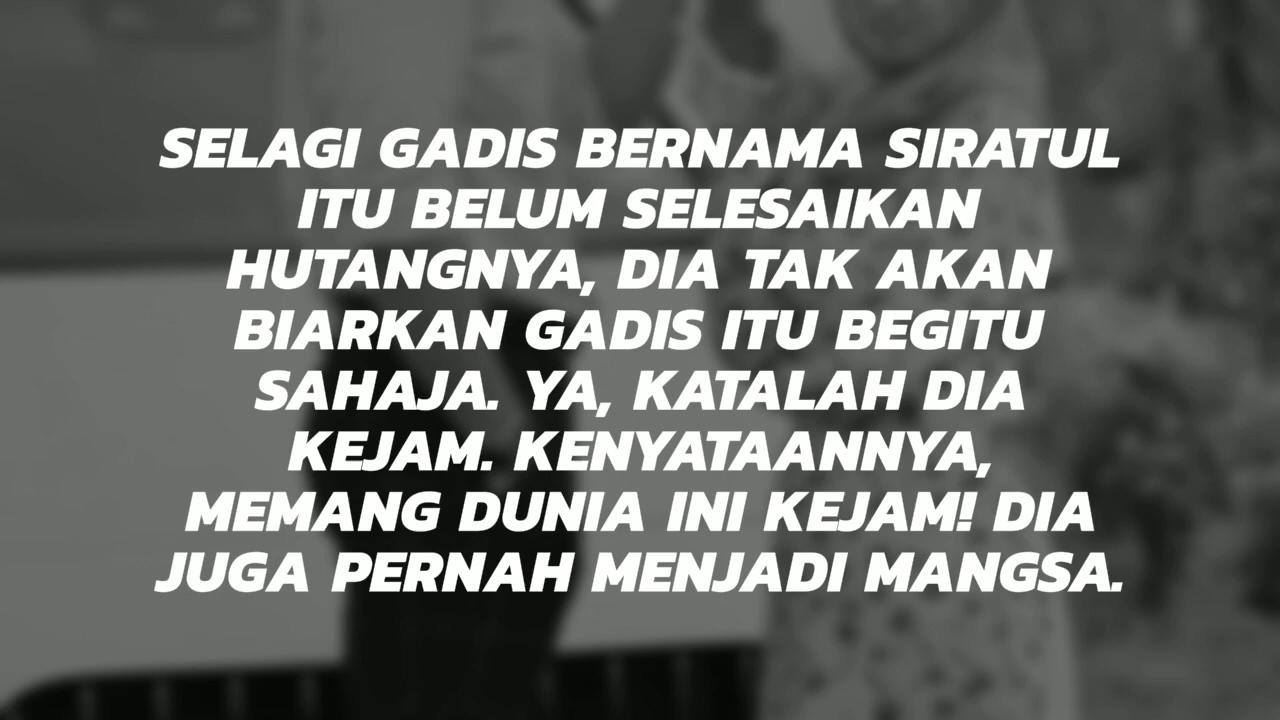 SELAGI GADIS BERNAMA SIRATUL
ITU BELUM SELESAIKAN
HUTANGNYA, DIA TAK AKAN
BIARKAN GADIS ITU BEGITU
SAHAJA. YA, KATALAH DIA
KEJAM. KENYATAANNYA,
MEMANG DUNIA INI KEJAM! DIA
JUGA PERNAH MENJADI MANGSA.